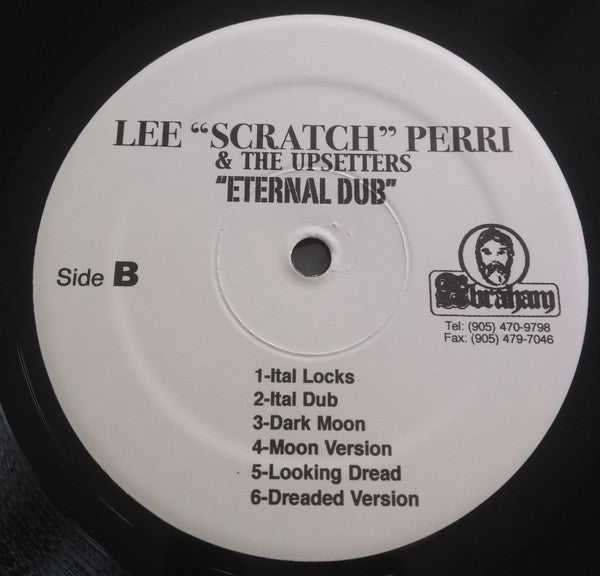 LEE “SCRATCH” PERRI
& THE UPSETTERS
“ETERNAL DUB”
Side B
Abraham
Tel: (905) 470-9798
Fax: (905) 479-7046
1-Ital Locks
2-Ital Dub
3-Dark Moon
4-Moon Version
5-Looking Dread
6-Dreaded Version